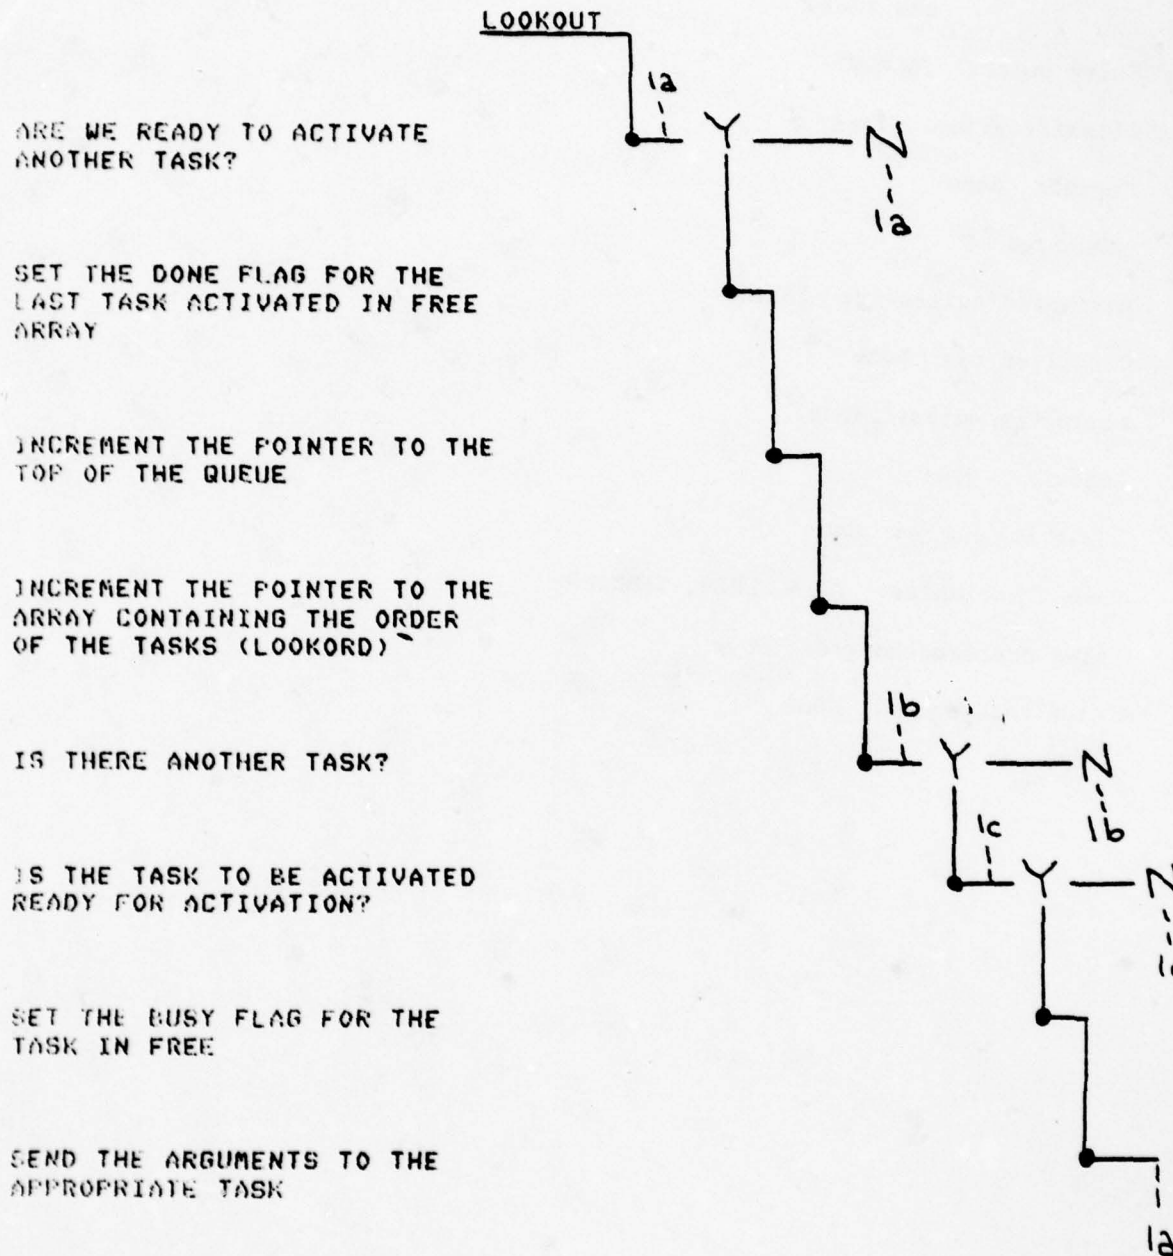 LOOKOUT
1a
ARE WE READY TO ACTIVATE
ANOTHER TASK?
Y
N
1a
SET THE DONE FLAG FOR THE
LAST TASK ACTIVATED IN FREE
ARRAY
INCREMENT THE POINTER TO THE
TOP OF THE QUEUE
INCREMENT THE POINTER TO THE
ARRAY CONTAINING THE ORDER
OF THE TASKS (LOOKORD)
1b
IS THERE ANOTHER TASK?
Y
N
1b
1c
IS THE TASK TO BE ACTIVATED
READY FOR ACTIVATION?
Y
N
SET THE BUSY FLAG FOR THE
TASK IN FREE
SEND THE ARGUMENTS TO THE
APPROPRIATE TASK
1a